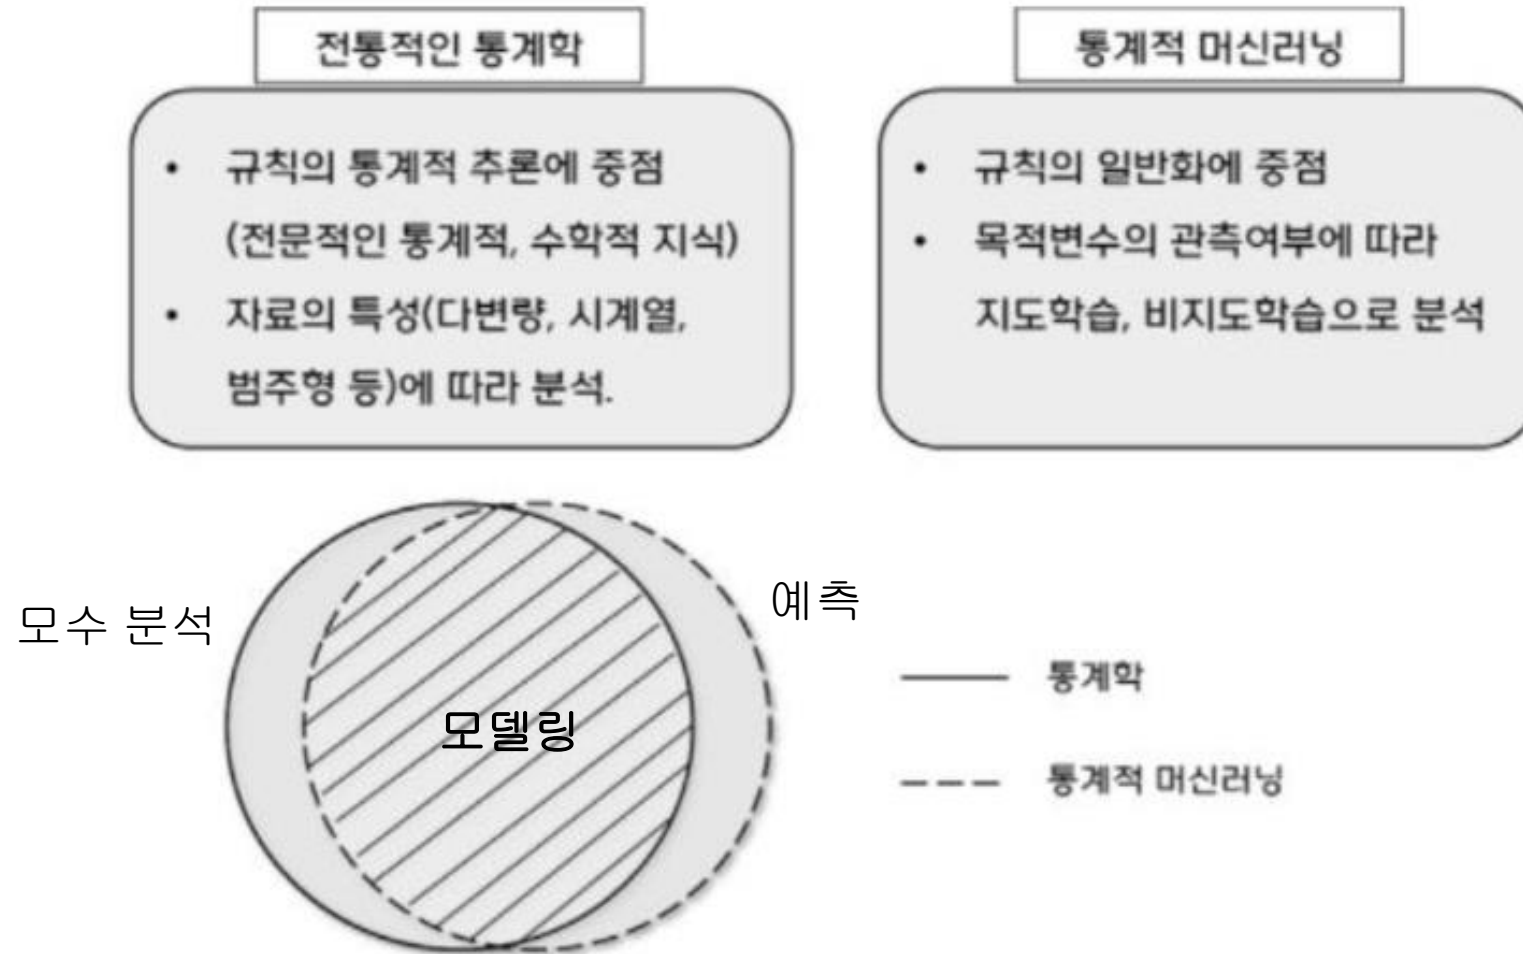 전통적인 통계학
• 규칙의 통계적 추론에 중점
(전문적인 통계적, 수학적 지식)
• 자료의 특성(다변량, 시계열,
범주형 등)에 따라 분석.
통계적 머신러닝
• 규칙의 일반화에 중점
• 목적변수의 관측여부에 따라
지도학습, 비지도학습으로 분석
모수 분석
모델링
예측
통계학
통계적 머신러닝